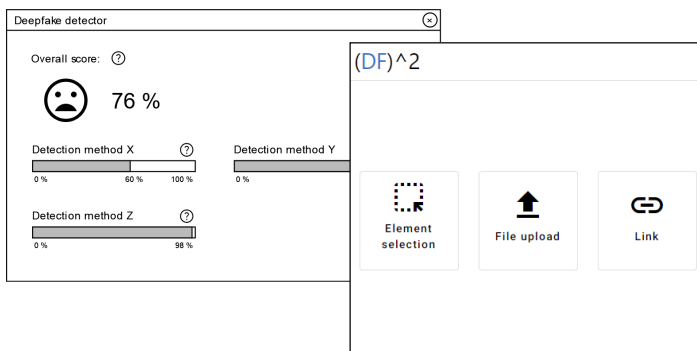 Deepfake detector
Overall score: ?
76 %
Detection method X ?
0 % 60 % 100 %
Detection method Y
0 %
Detection method Z ?
0 % 98 %
(DF)^2
Element
selection
File upload
Link